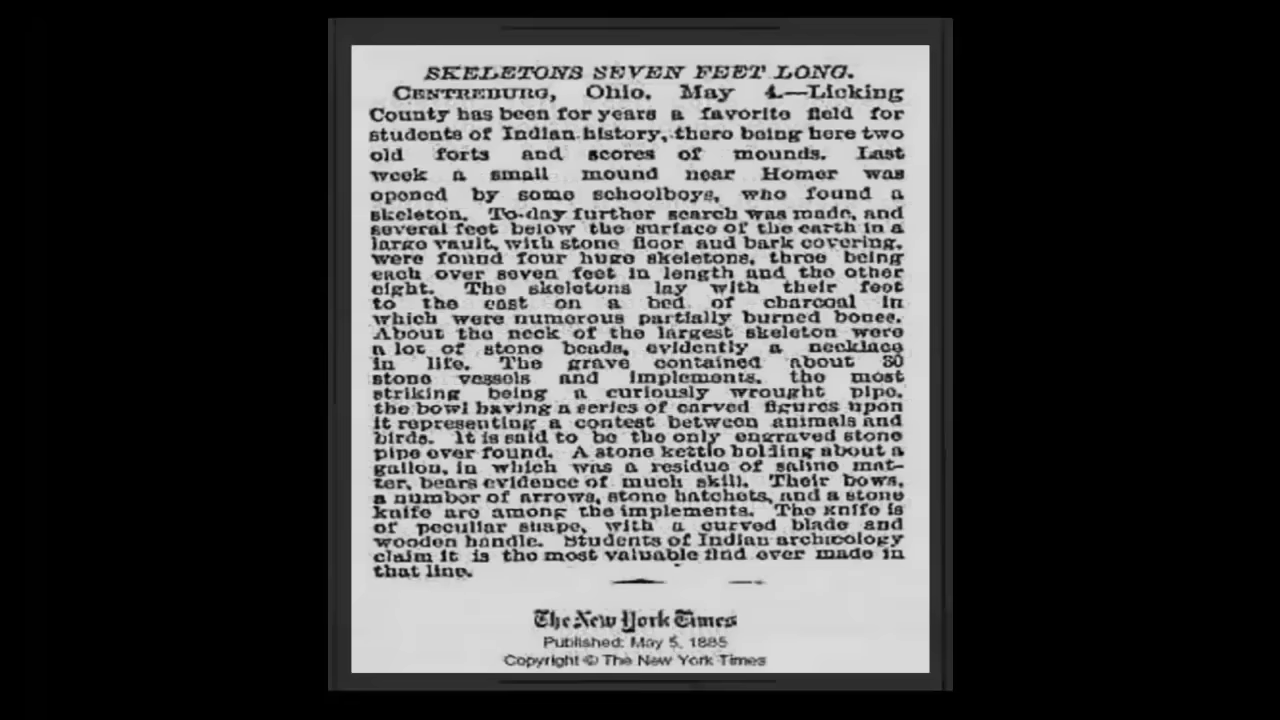 SKELETONS SEVEN FEET LONG.
CENTREBURG, Ohio, May 4.—Licking
County has been for years a favorite field for
students of Indian history, there being here two
old forts and scores of mounds. Last
week a small mound near Homer was
opened by some schoolboys, who found a
skeleton. To-day further search was made, and
several feet below the surface of the earth in a
large vault, with stone floor and bark covering,
were found four huge skeletons, three being
each over seven feet in length and the other
eight. The skeletons lay with their feet
to the east on a bed of charcoal in
which were numerous partially burned bones.
About the neck of the largest skeleton were
a lot of stone beads, evidently a necklace
in life. The grave contained about 30
stone vessels and implements, the most
striking being a curiously wrought pipe,
the bowl having a series of carved figures upon
it representing a contest between animals and
birds. It is said to be the only engraved stone
pipe ever found. A stone kettle holding about a
gallon, in which was a residue of saline mat-
ter, bears evidence of much skill. Their bows,
a number of arrows, stone hatchets, and a stone
knife are among the implements. The knife is
of peculiar shape, with a curved blade and
wooden handle. Students of Indian archæology
claim it is the most valuable find ever made in
that line.
The New York Times
Published: May 5, 1885
Copyright © The New York Times